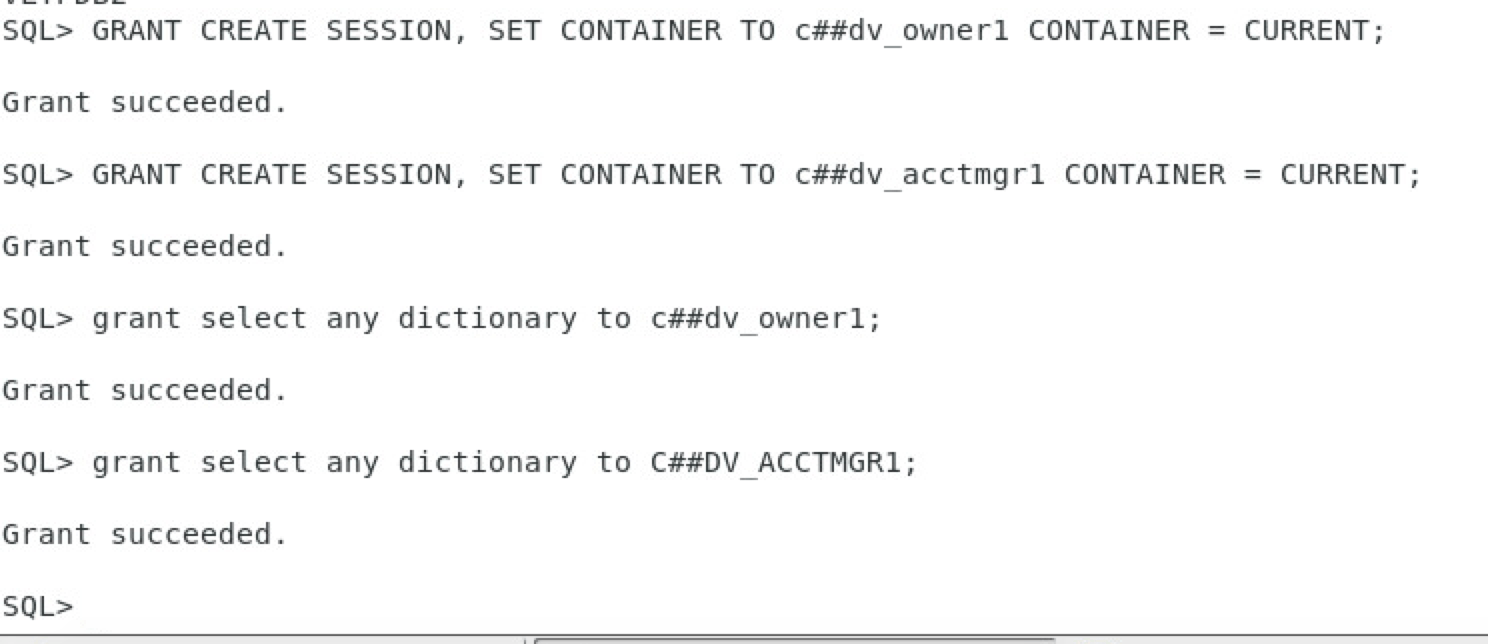 SQL> GRANT CREATE SESSION, SET CONTAINER TO c##dv_owner1 CONTAINER = CURRENT;
Grant succeeded.
SQL> GRANT CREATE SESSION, SET CONTAINER TO c##dv_acctmgr1 CONTAINER = CURRENT;
Grant succeeded.
SQL> grant select any dictionary to c##dv_owner1;
Grant succeeded.
SQL> grant select any dictionary to C##DV_ACCTMGR1;
Grant succeeded.
SQL>